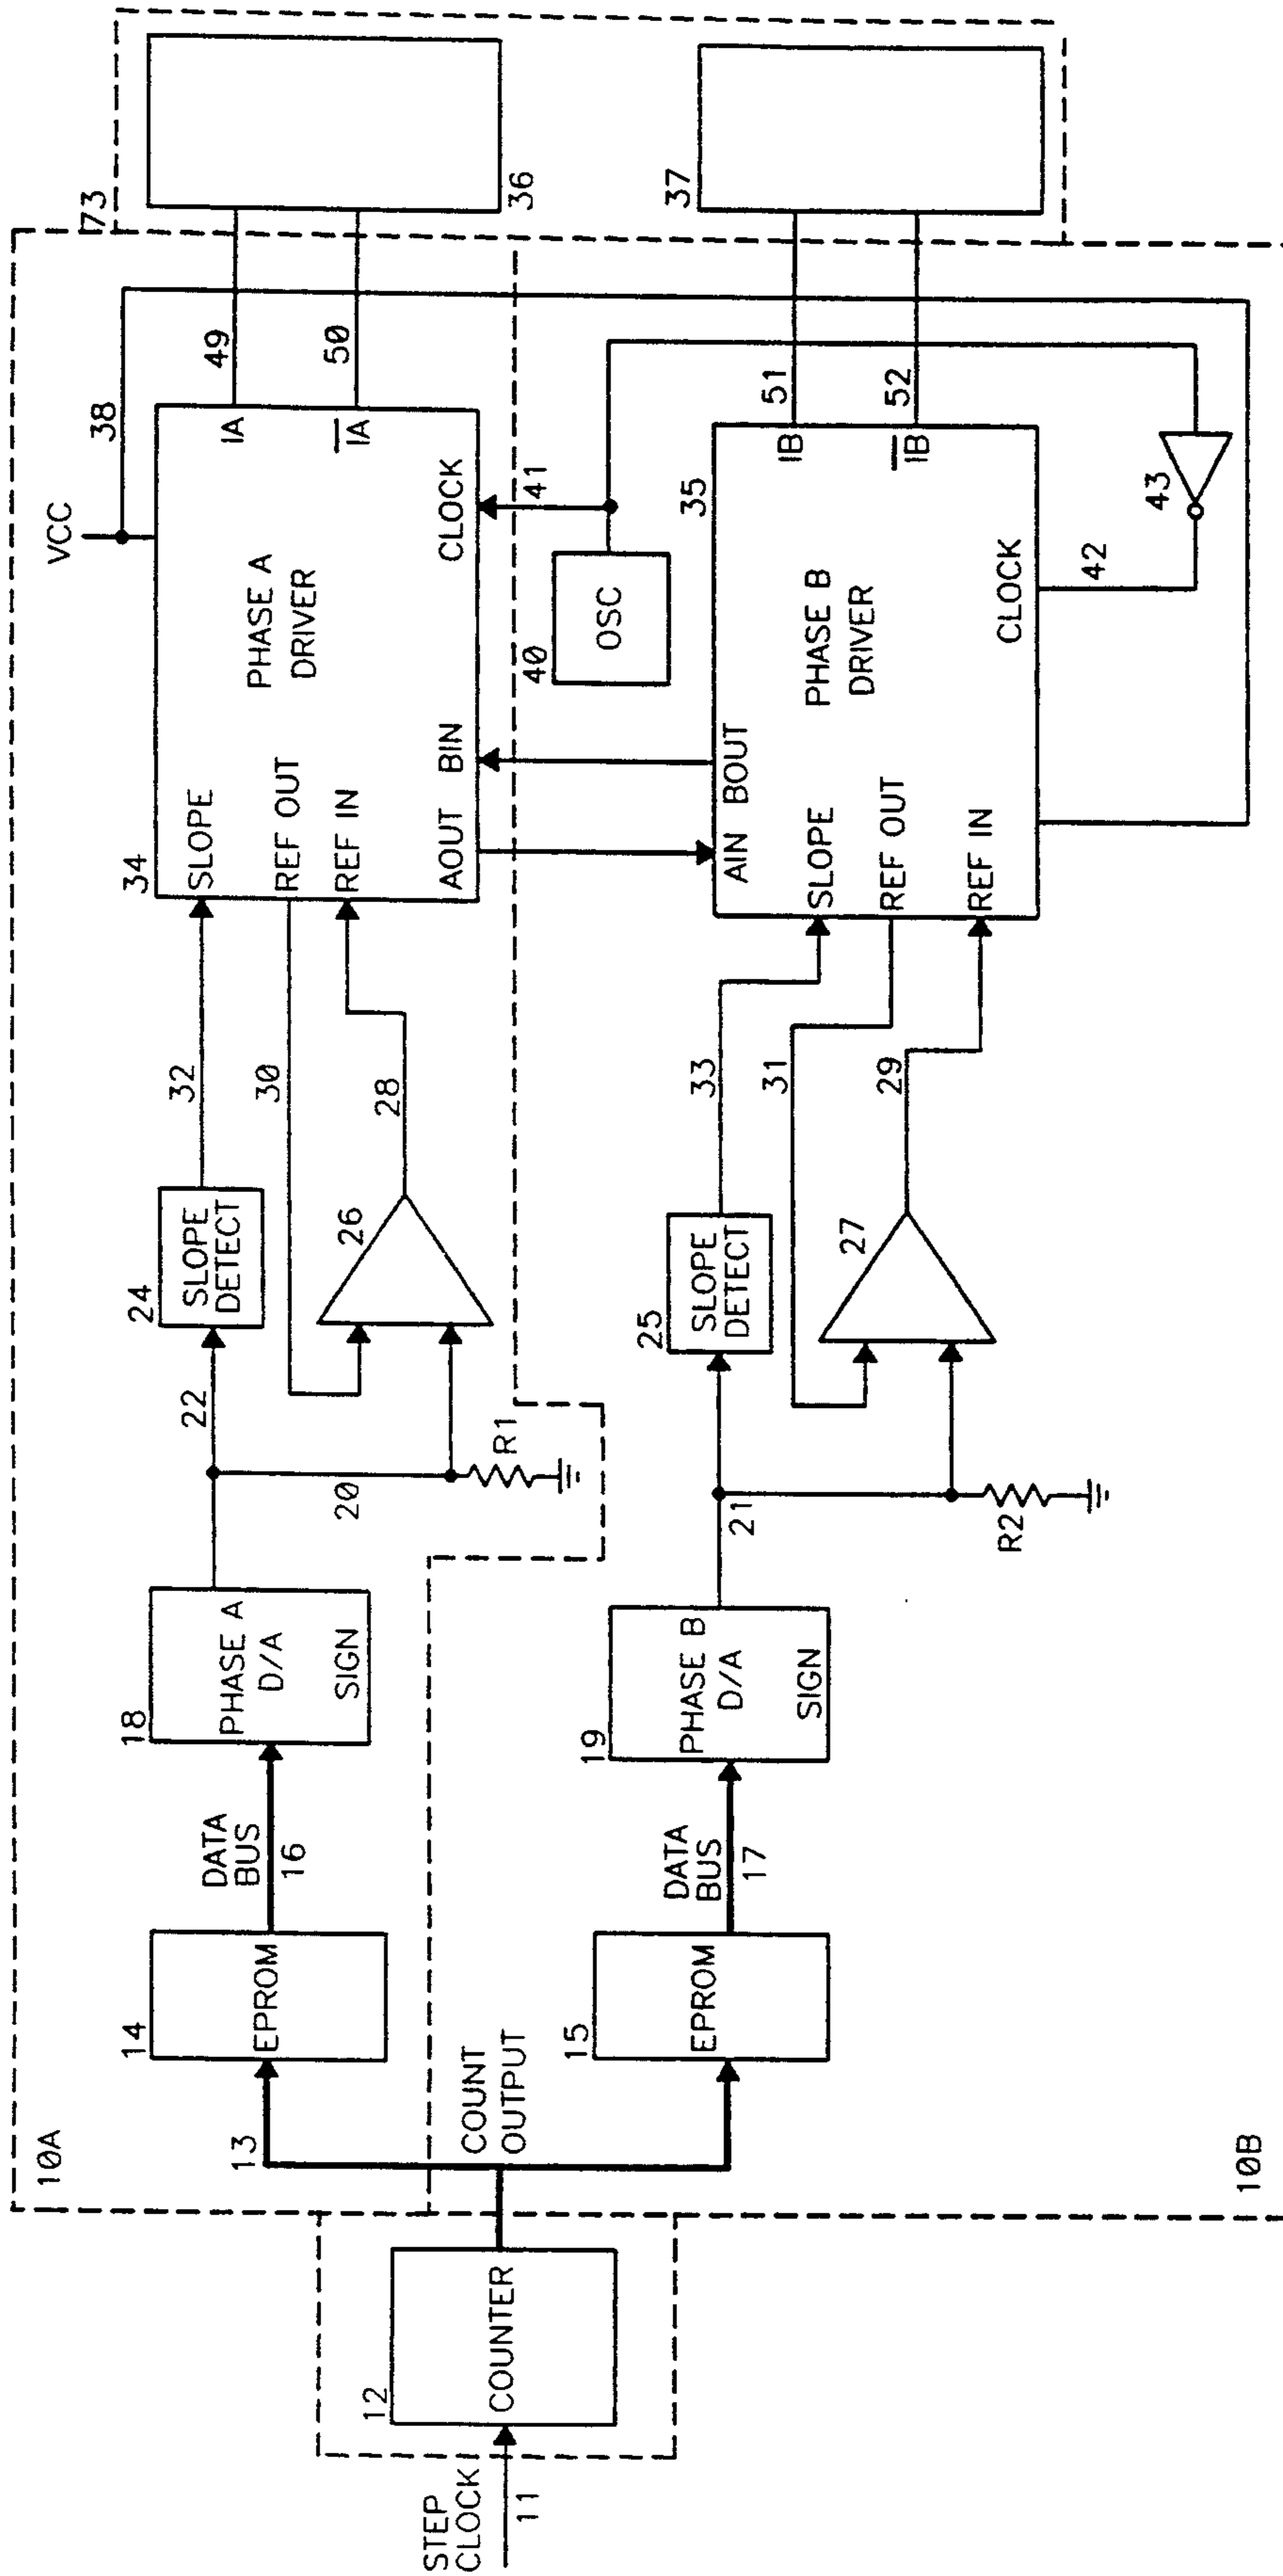 STEP
CLOCK
11
12
COUNTER
10A
13
COUNT
OUTPUT
14
EPROM
DATA
BUS
16
18
PHASE A
D/A
SIGN
20
22
R1
24
SLOPE
DETECT
26
32
30
28
34
SLOPE
REF OUT
REF IN
AOUT
BIN
PHASE A
DRIVER
CLOCK
VCC
38
IA
IA
49
50
73
36
10B
15
EPROM
DATA
BUS
17
19
PHASE B
D/A
SIGN
21
R2
25
SLOPE
DETECT
27
33
31
29
AIN
BOUT
SLOPE
REF OUT
REF IN
PHASE B
DRIVER
35
CLOCK
40
OSC
41
42
43
IB
IB
51
52
37